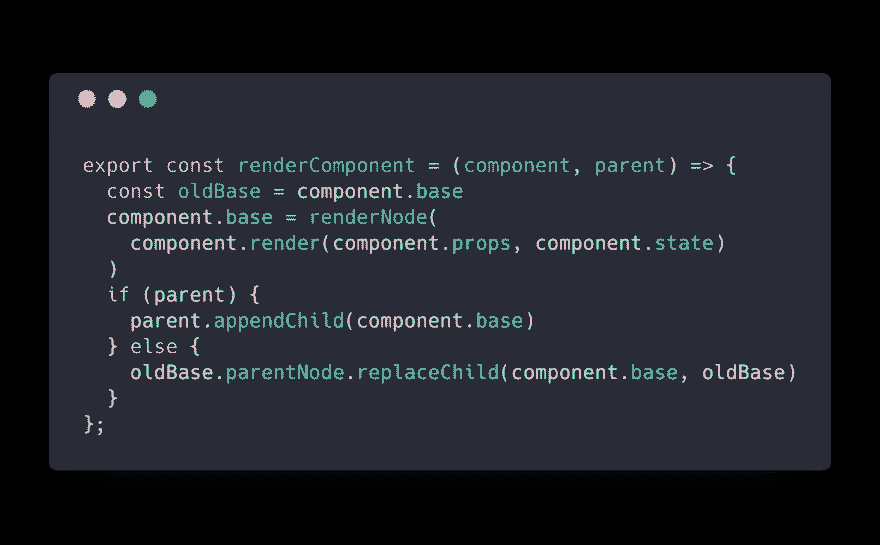 export const renderComponent = (component, parent) => {
  const oldBase = component.base
  component.base = renderNode(
    component.render(component.props, component.state)
  )
  if (parent) {
    parent.appendChild(component.base)
  } else {
    oldBase.parentNode.replaceChild(component.base, oldBase)
  }
};